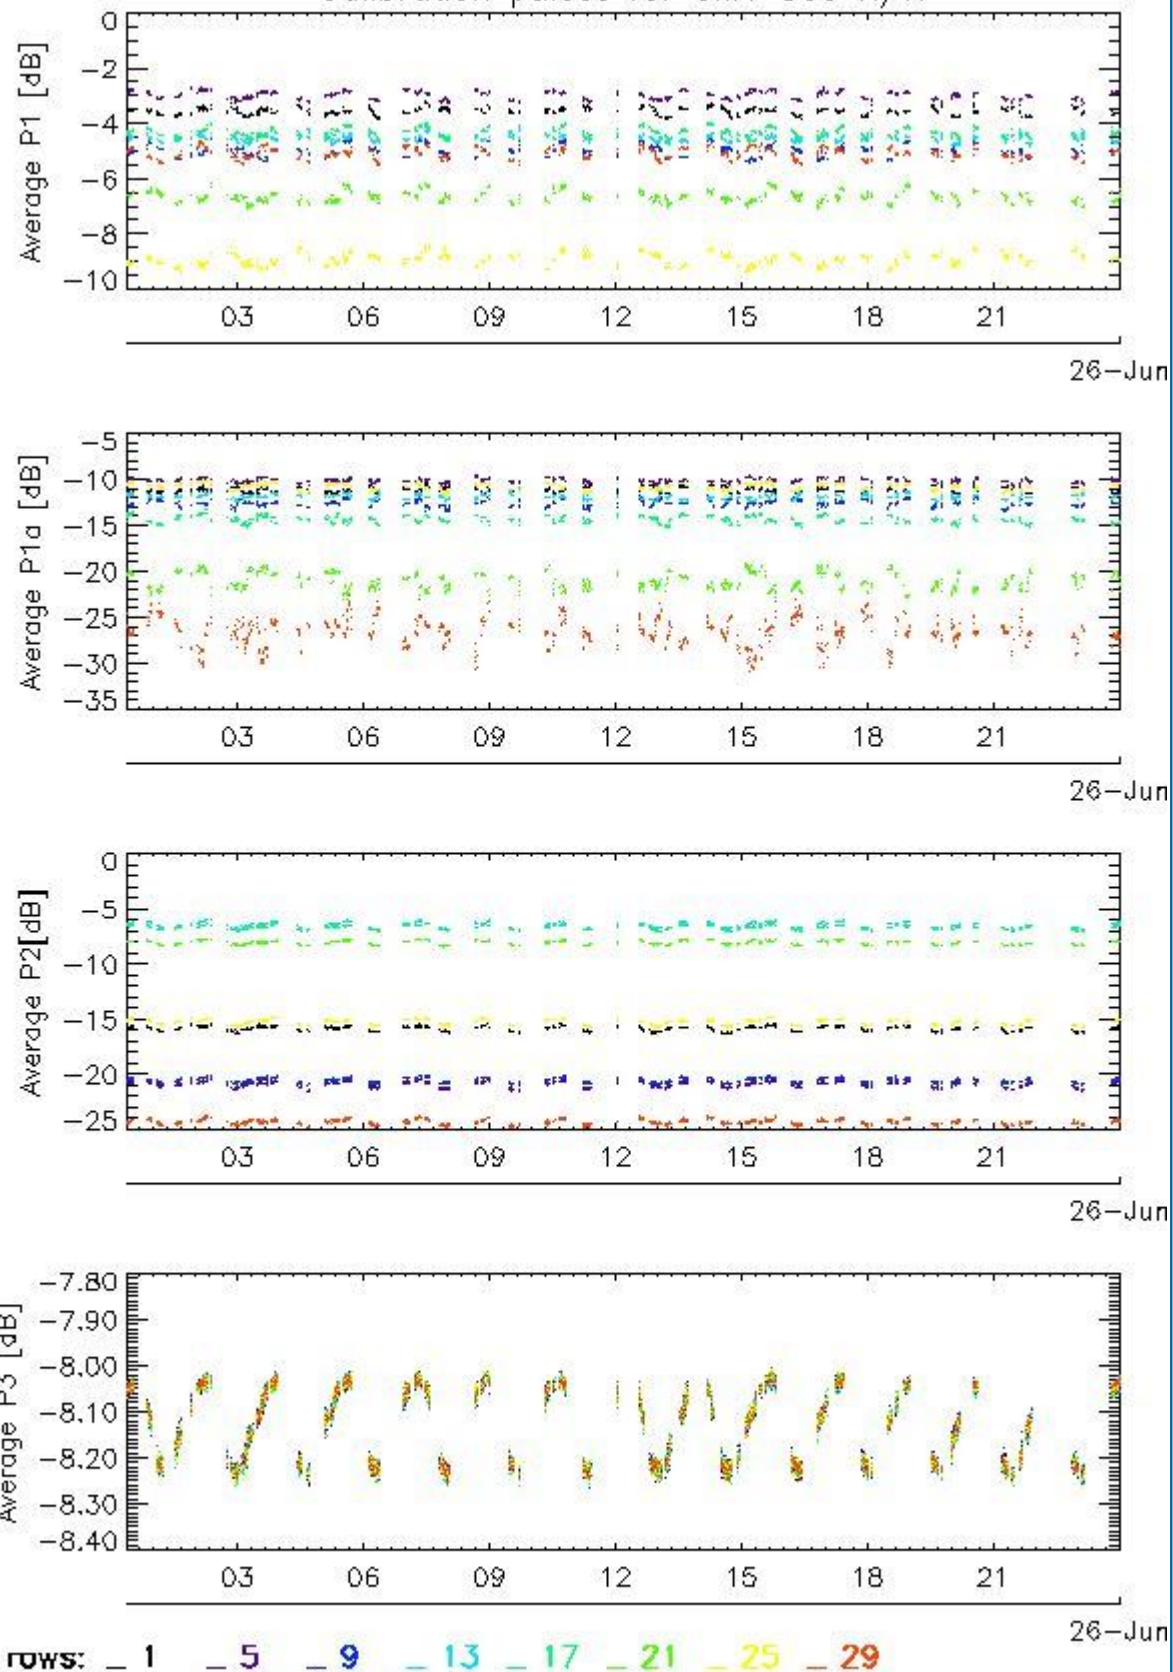 0
−2
−4
−6
−8
−10
Average P1 [dB]
03 06 09 12 15 18 21
26−Jun
−5
−10
−15
−20
−25
−30
−35
Average P1a [dB]
03 06 09 12 15 18 21
26−Jun
0
−5
−10
−15
−20
−25
Average P2[dB]
03 06 09 12 15 18 21
26−Jun
−7.80
−7.90
−8.00
−8.10
−8.20
−8.30
−8.40
Average P3 [dB]
03 06 09 12 15 18 21
26−Jun
rows: _ 1 _ 5 _ 9 _ 13 _ 17 _ 21 _ 25 _ 29